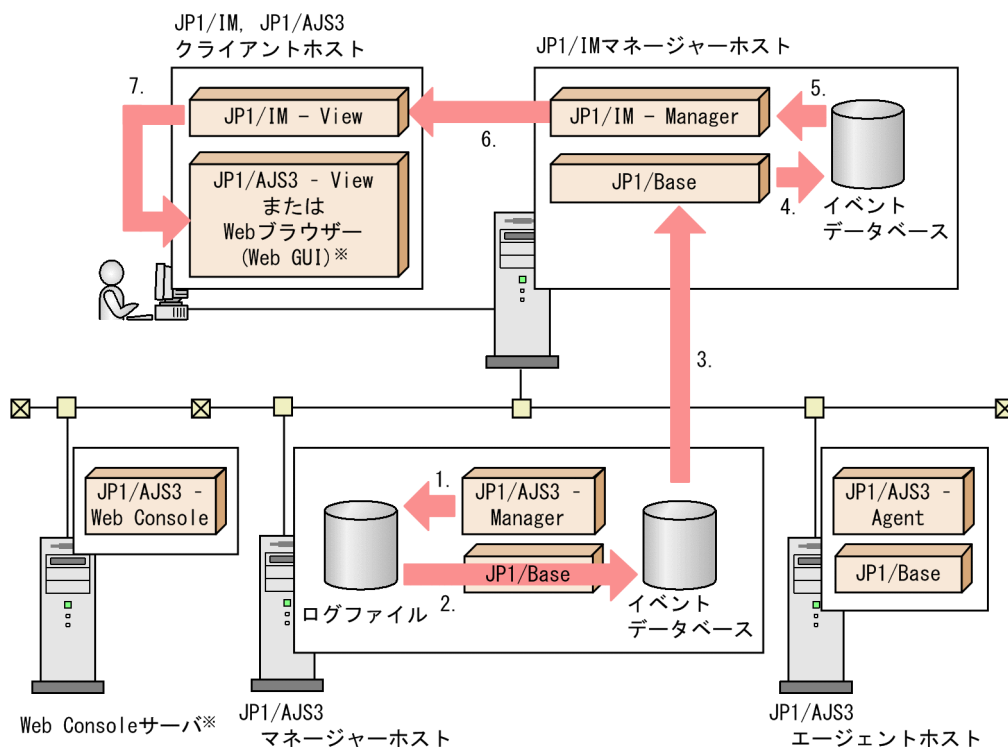 JP1/IM, JP1/AJS3
クライアントホスト
JP1/IMマネージャーホスト
7.
JP1/IM − View
6.
JP1/IM − Manager
5.
JP1/AJS3 − View
または
Webブラウザー
(Web GUI)※
JP1/Base
4.
イベント
データベース
3.
JP1/AJS3 −
Web Console
1.
JP1/AJS3 −
Manager
JP1/AJS3 −
Agent
JP1/Base
2.
JP1/Base
ログファイル
イベント
データベース
Web Consoleサーバ※
JP1/AJS3
マネージャーホスト
JP1/AJS3
エージェントホスト